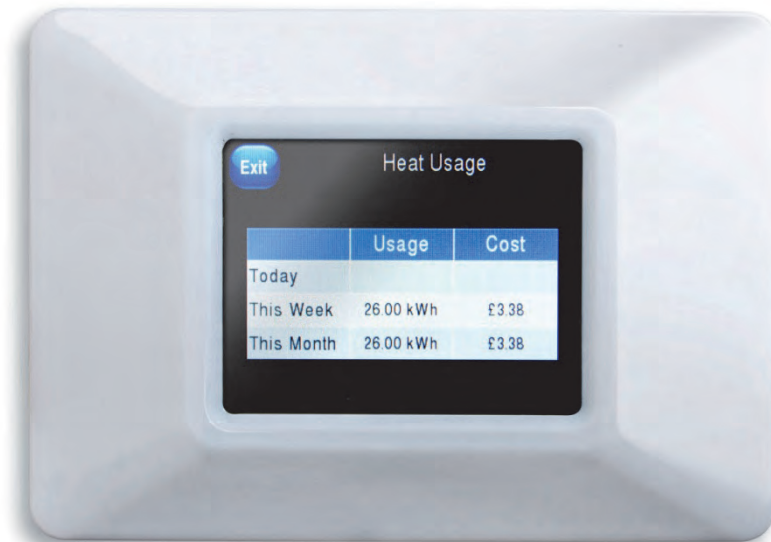 Exit
Heat Usage
Usage Cost
Today
This Week 26.00 kWh £3.38
This Month 26.00 kWh £3.38